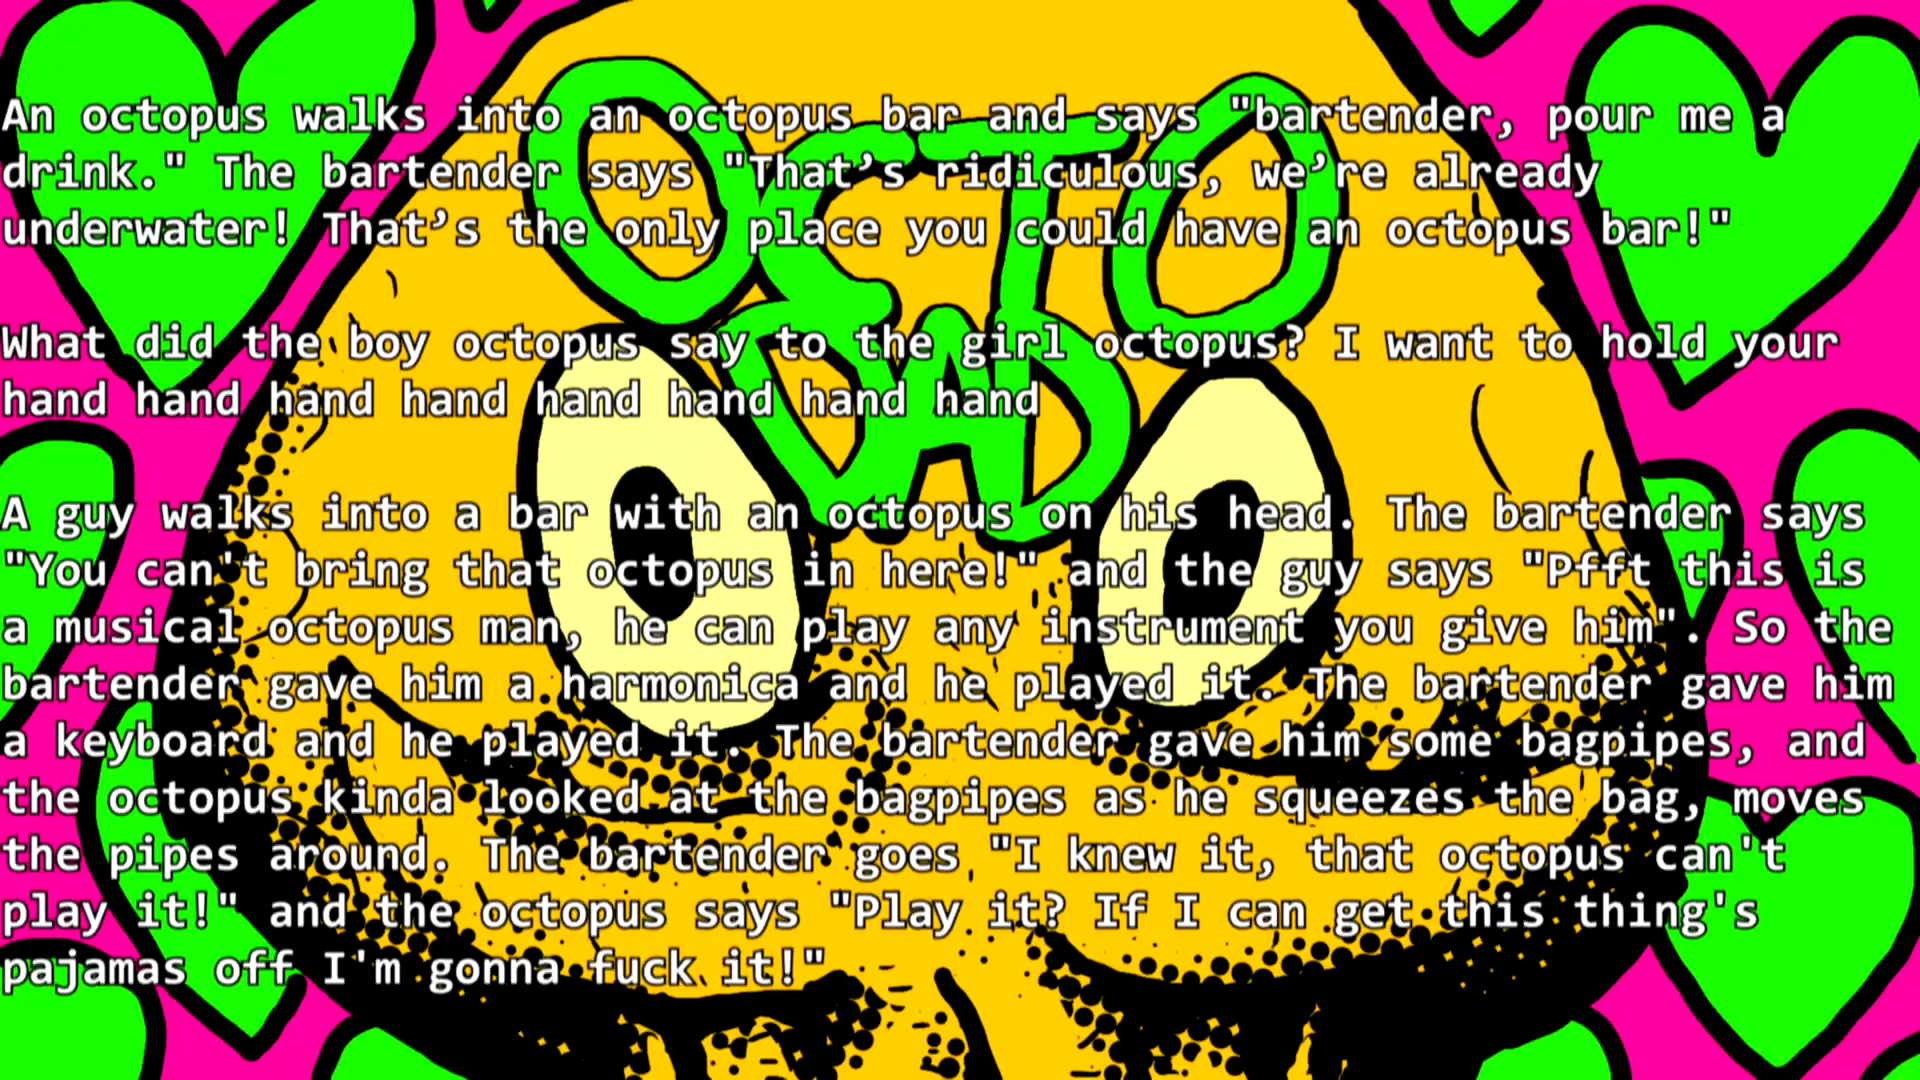 OCTO
DAD
An octopus walks into an octopus bar and says "bartender, pour me a
drink." The bartender says "That’s ridiculous, we’re already
underwater! That’s the only place you could have an octopus bar!"
What did the boy octopus say to the girl octopus? I want to hold your
hand hand hand hand hand hand hand hand
A guy walks into a bar with an octopus on his head. The bartender says
"You can't bring that octopus in here!" and the guy says "Pfft this is
a musical octopus man, he can play any instrument you give him". So the
bartender gave him a harmonica and he played it. The bartender gave him
a keyboard and he played it. The bartender gave him some bagpipes, and
the octopus kinda looked at the bagpipes as he squeezes the bag, moves
the pipes around. The bartender goes "I knew it, that octopus can't
play it!" and the octopus says "Play it? If I can get this thing's
pajamas off I'm gonna fuck it!"